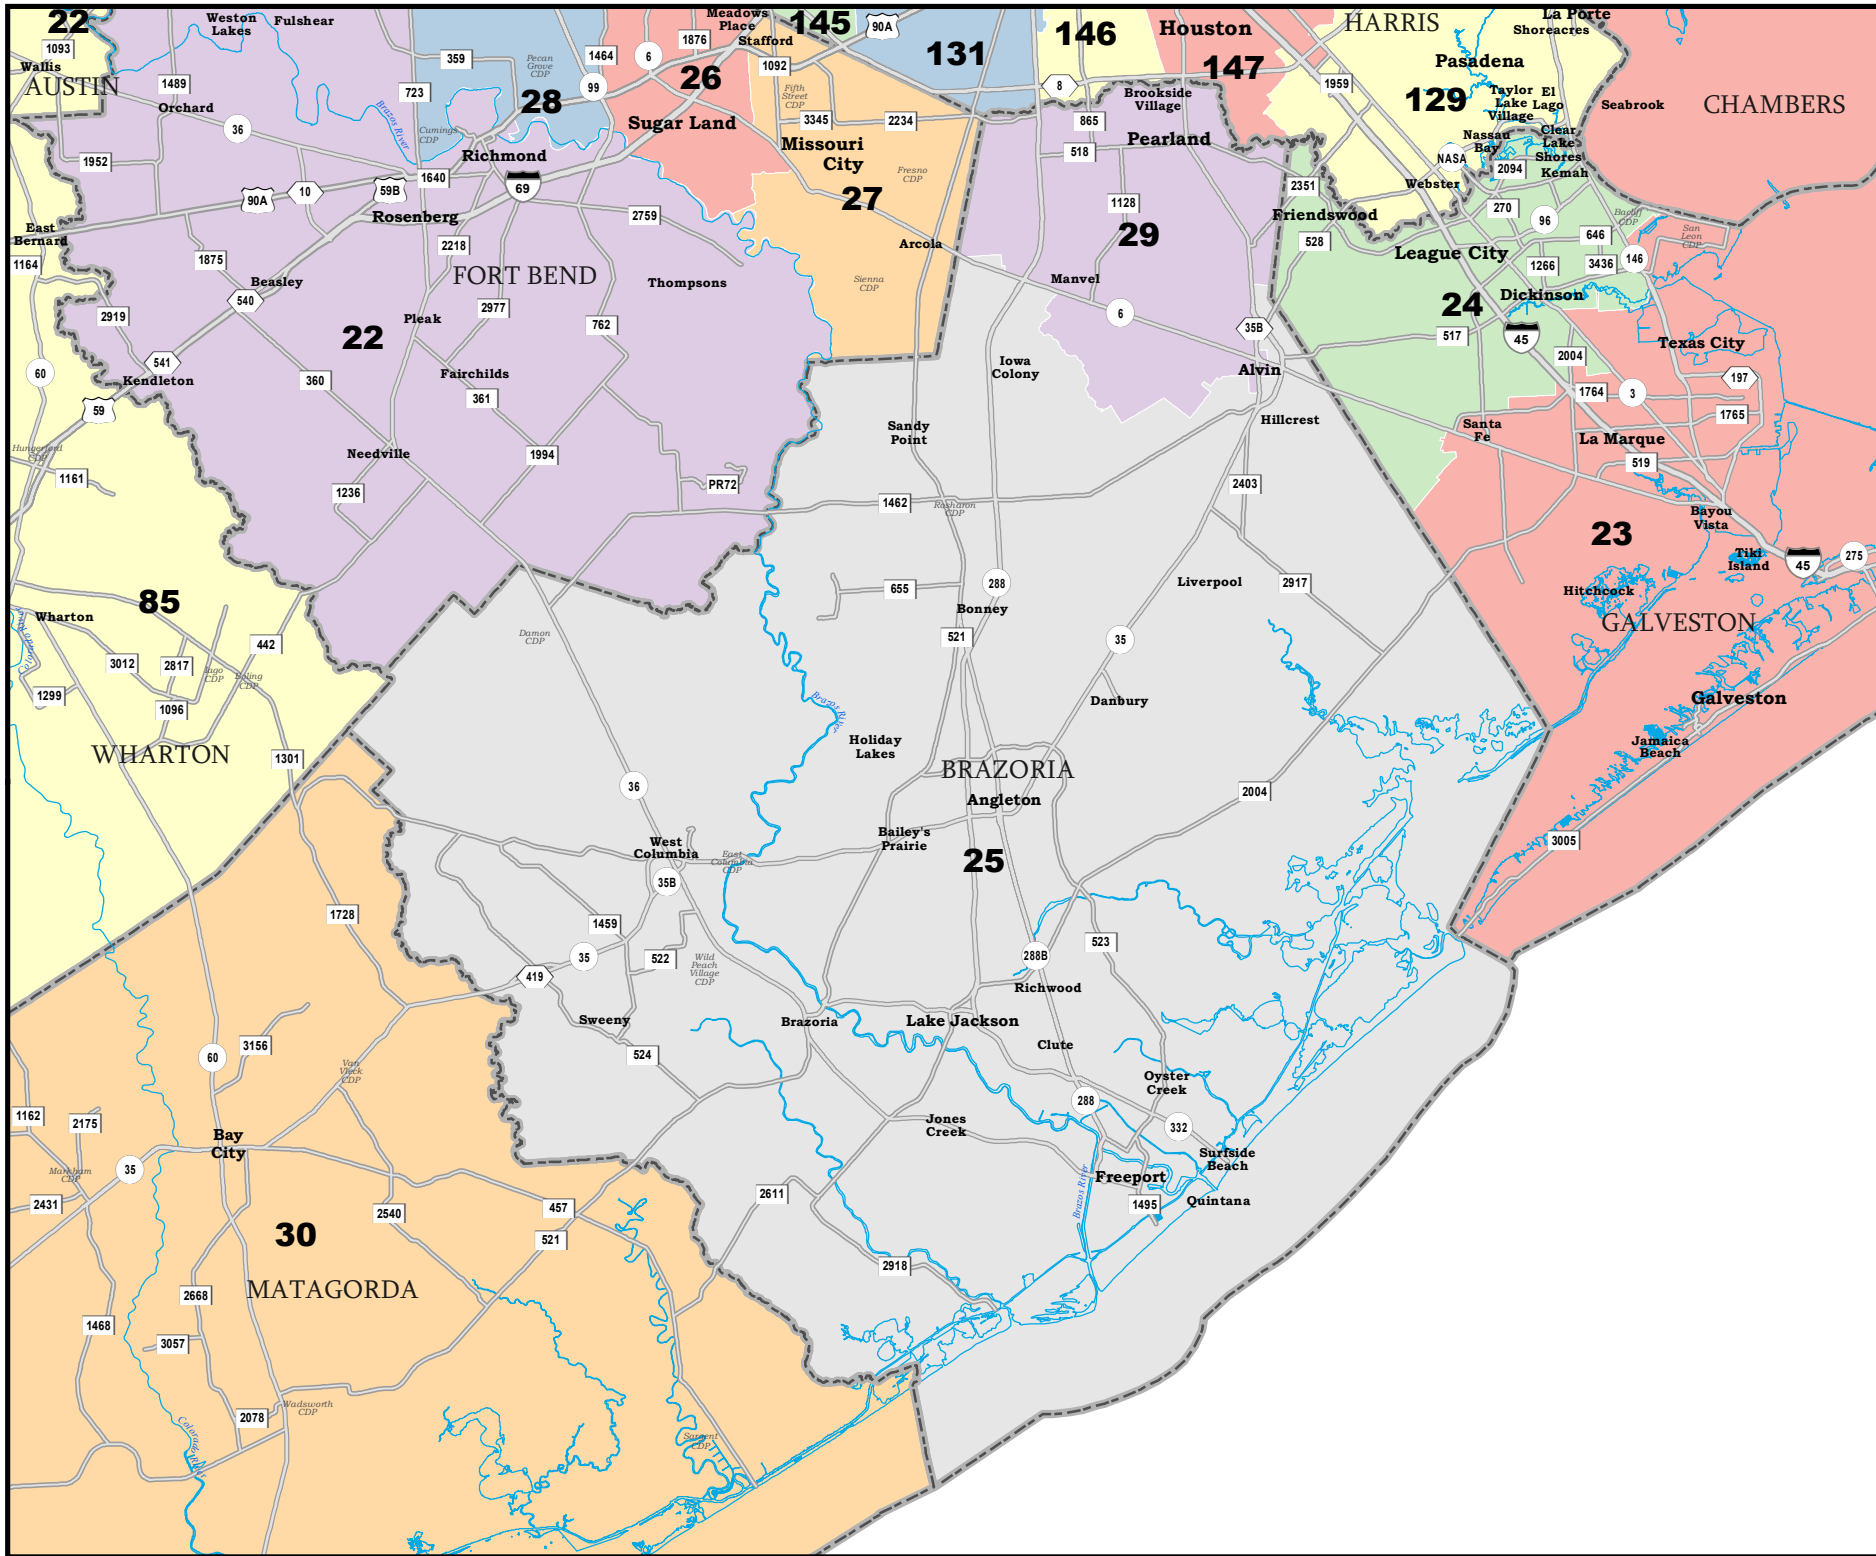 22
Weston
Lakes
Fulshear
Meadows
Place
Stafford
145
90A
131
146
Houston
HARRIS
La Porte
Shoreacres
1093
Wallis
AUSTIN
1489
Orchard
359
723
Pecan
Grove
CDP
28
1464
99
6
1876
26
1092
Fifth
Street
CDP
8
147
1959
Pasadena
129
Taylor
Lake
Village
El
Lago
Seabrook
CHAMBERS
36
Brazos River
Cumings
CDP
Sugar Land
3345
2234
Missouri
City
Brookside
Village
865
518
Pearland
Nassau
Bay
Clear
Lake
Shores
Kemah
NASA
2094
Webster
1952
Richmond
1640
59B
69
90A
10
Rosenberg
2759
Fresno
CDP
27
1128
29
2351
Friendswood
528
270
96
Bacliff
CDP
646
San
Leon
CDP
East
Bernard
1164
1875
Beasley
540
2218
FORT BEND
Thompsons
Arcola
Sienna
CDP
Manvel
6
35B
League City
1266
3436
146
24
Dickinson
517
45
2004
Texas City
2919
22
Pleak
2977
762
541
Kendleton
60
59
360
Fairchilds
361
Iowa
Colony
Alvin
Hillcrest
1764
3
197
1765
Hungerford
CDP
1161
Needville
1994
1236
PR72
Sandy
Point
1462
Rosharon
CDP
2403
Santa
Fe
La Marque
519
23
Bayou
Vista
Tiki
Island
45
275
85
Wharton
442
3012
2817
Iago
CDP
Boling
CDP
1299
1096
WHARTON
1301
Damon
CDP
655
288
Bonney
521
Liverpool
2917
35
Danbury
Hitchcock
GALVESTON
Galveston
Jamaica
Beach
Brazos River
Holiday
Lakes
BRAZORIA
Angleton
2004
3005
36
West
Columbia
East
Columbia
CDP
35B
Bailey's
Prairie
25
1728
1459
35
419
522
Wild
Peach
Village
CDP
288B
523
Richwood
Sweeny
524
Brazoria
Lake Jackson
Clute
60
3156
Van
Vleck
CDP
Oyster
Creek
288
332
Jones
Creek
Surfside
Beach
Freeport
1495
Quintana
Brazos River
1162
2175
Bay
City
35
Markham
CDP
2431
30
2540
457
521
2611
2918
MATAGORDA
2668
1468
3057
2078
Wadsworth
CDP
Colorado River
Sargent
CDP